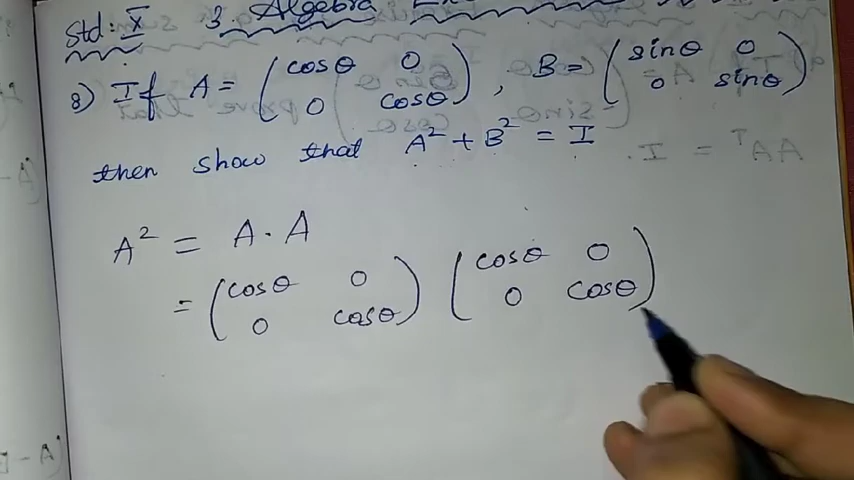 Std: X 3. Algebra
8) If A = ( cosθ 0 ) , B = ( sinθ 0 )
( 0 cosθ ) ( 0 sinθ )
then show that A² + B² = I
A² = A . A
= ( cosθ 0 ) ( cosθ 0 )
( 0 cosθ ) ( 0 cosθ )